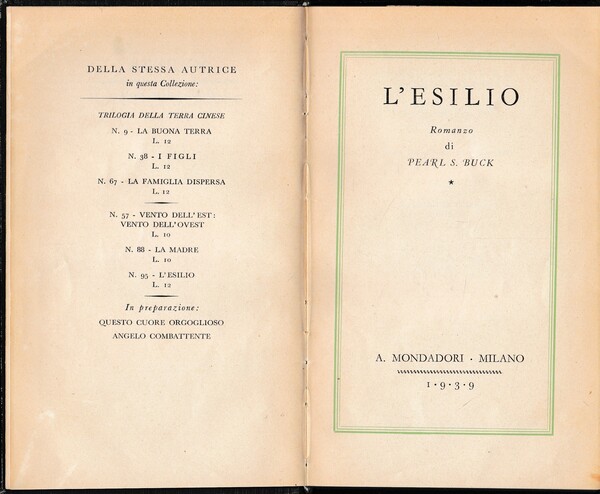 DELLA STESSA AUTRICE
in questa Collezione:
TRILOGIA DELLA TERRA CINESE
N. 9 - LA BUONA TERRA
L. 12
N. 38 - I FIGLI
L. 12
N. 67 - LA FAMIGLIA DISPERSA
L. 12
N. 57 - VENTO DELL'EST:
VENTO DELL'OVEST
L. 10
N. 88 - LA MADRE
L. 10
N. 95 - L'ESILIO
L. 12
In preparazione:
QUESTO CUORE ORGOGLIOSO
ANGELO COMBATTENTE
L'ESILIO
Romanzo
di
PEARL S. BUCK
★
A. MONDADORI · MILANO
1·9·3·9